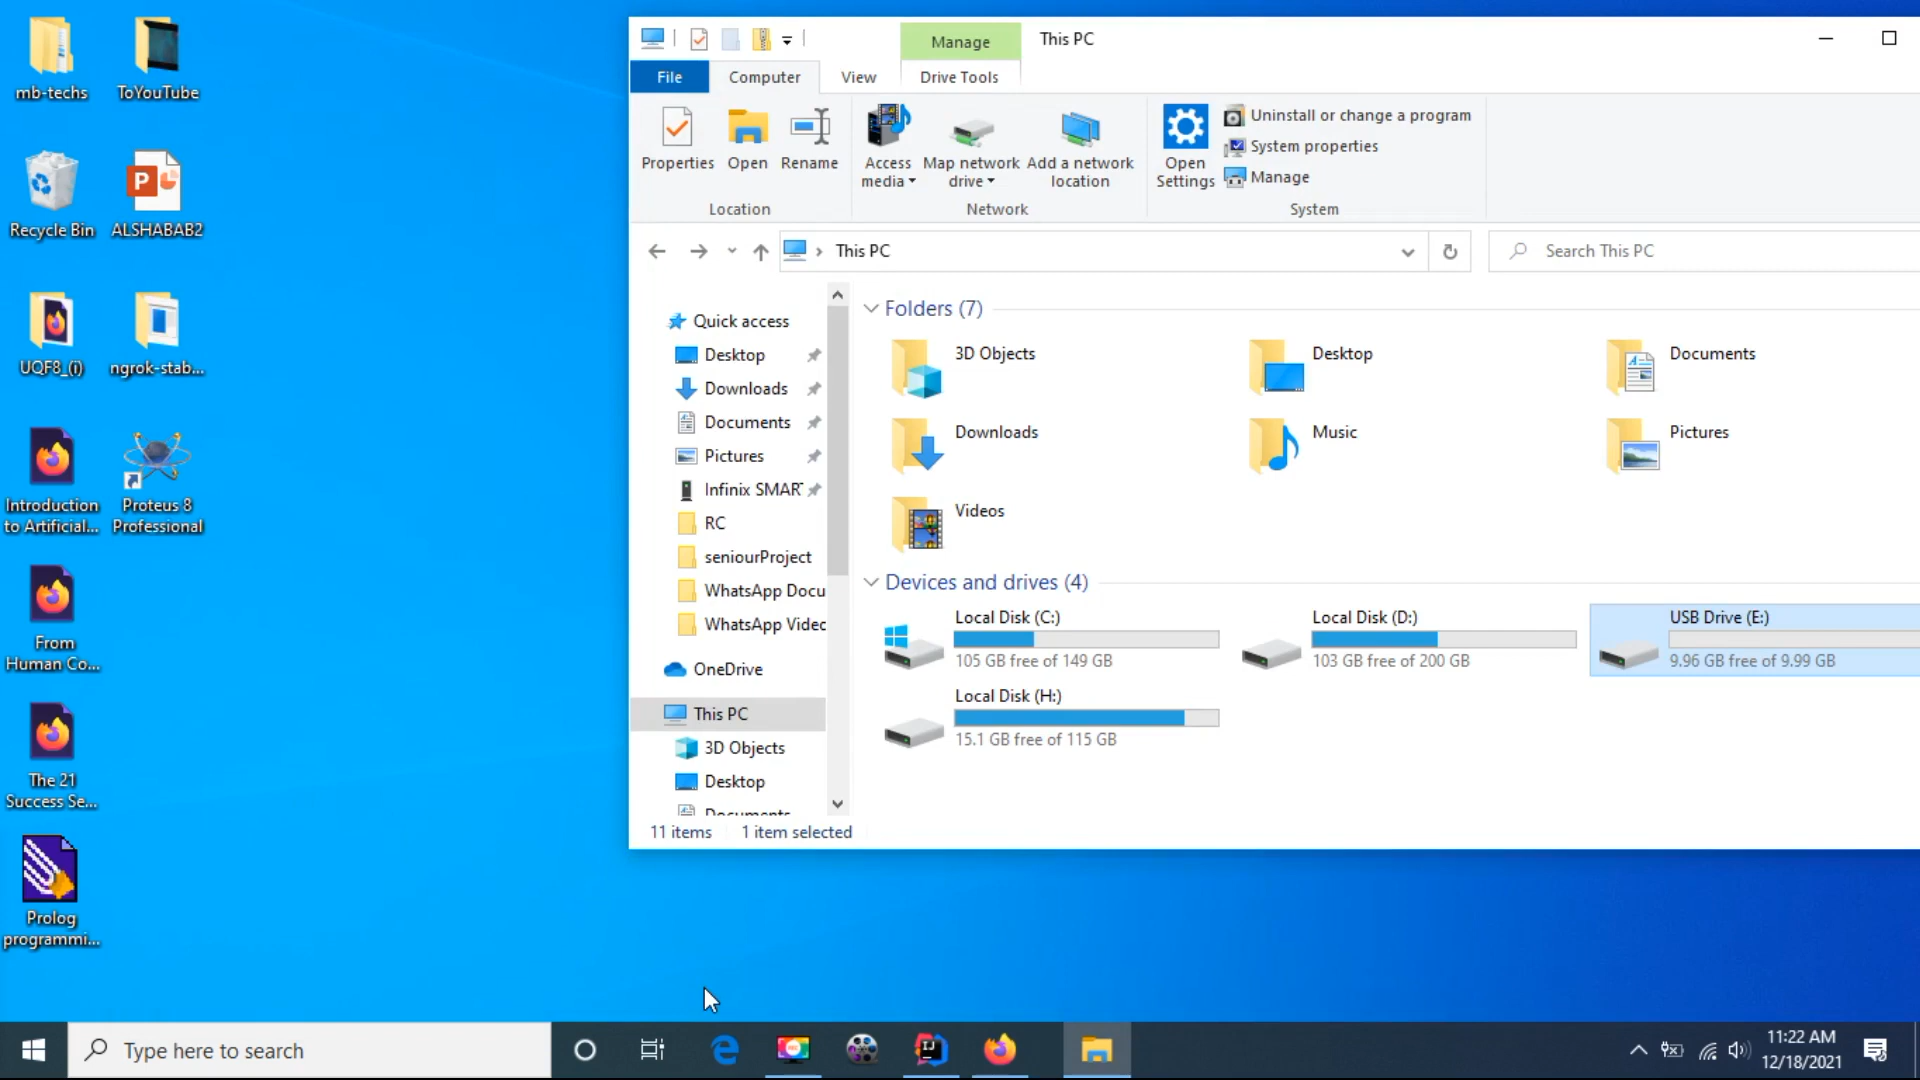 mb-techs
ToYouTube
Recycle Bin
ALSHABAB2
UQF8_(i)
ngrok-stab...
Introduction
to Artificial...
Proteus 8
Professional
From
Human Co...
The 21
Success Se...
Prolog
programmi...
Manage
This PC
File
Computer
View
Drive Tools
Properties
Open
Rename
Access
media
Map network
drive
Add a network
location
Open
Settings
Uninstall or change a program
System properties
Manage
Location
Network
System
This PC
Search This PC
Quick access
Desktop
Downloads
Documents
Pictures
Infinix SMAR
RC
seniourProject
WhatsApp Docu
WhatsApp Videc
OneDrive
This PC
3D Objects
Desktop
Documents
Folders (7)
3D Objects
Desktop
Documents
Downloads
Music
Pictures
Videos
Devices and drives (4)
Local Disk (C:)
105 GB free of 149 GB
Local Disk (D:)
103 GB free of 200 GB
USB Drive (E:)
9.96 GB free of 9.99 GB
Local Disk (H:)
15.1 GB free of 115 GB
11 items
1 item selected
Type here to search
11:22 AM
12/18/2021